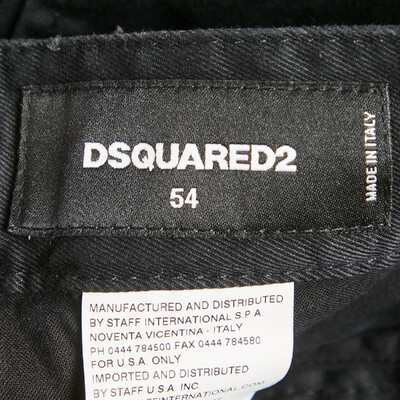 DSQUARED2
54
MADE IN ITALY
MANUFACTURED AND DISTRIBUTED
BY STAFF INTERNATIONAL S.P.A.
NOVENTA VICENTINA - ITALY
PH 0444 784500 FAX 0444 784580
FOR U.S.A. ONLY
IMPORTED AND DISTRIBUTED
BY STAFF U.S.A. INC.